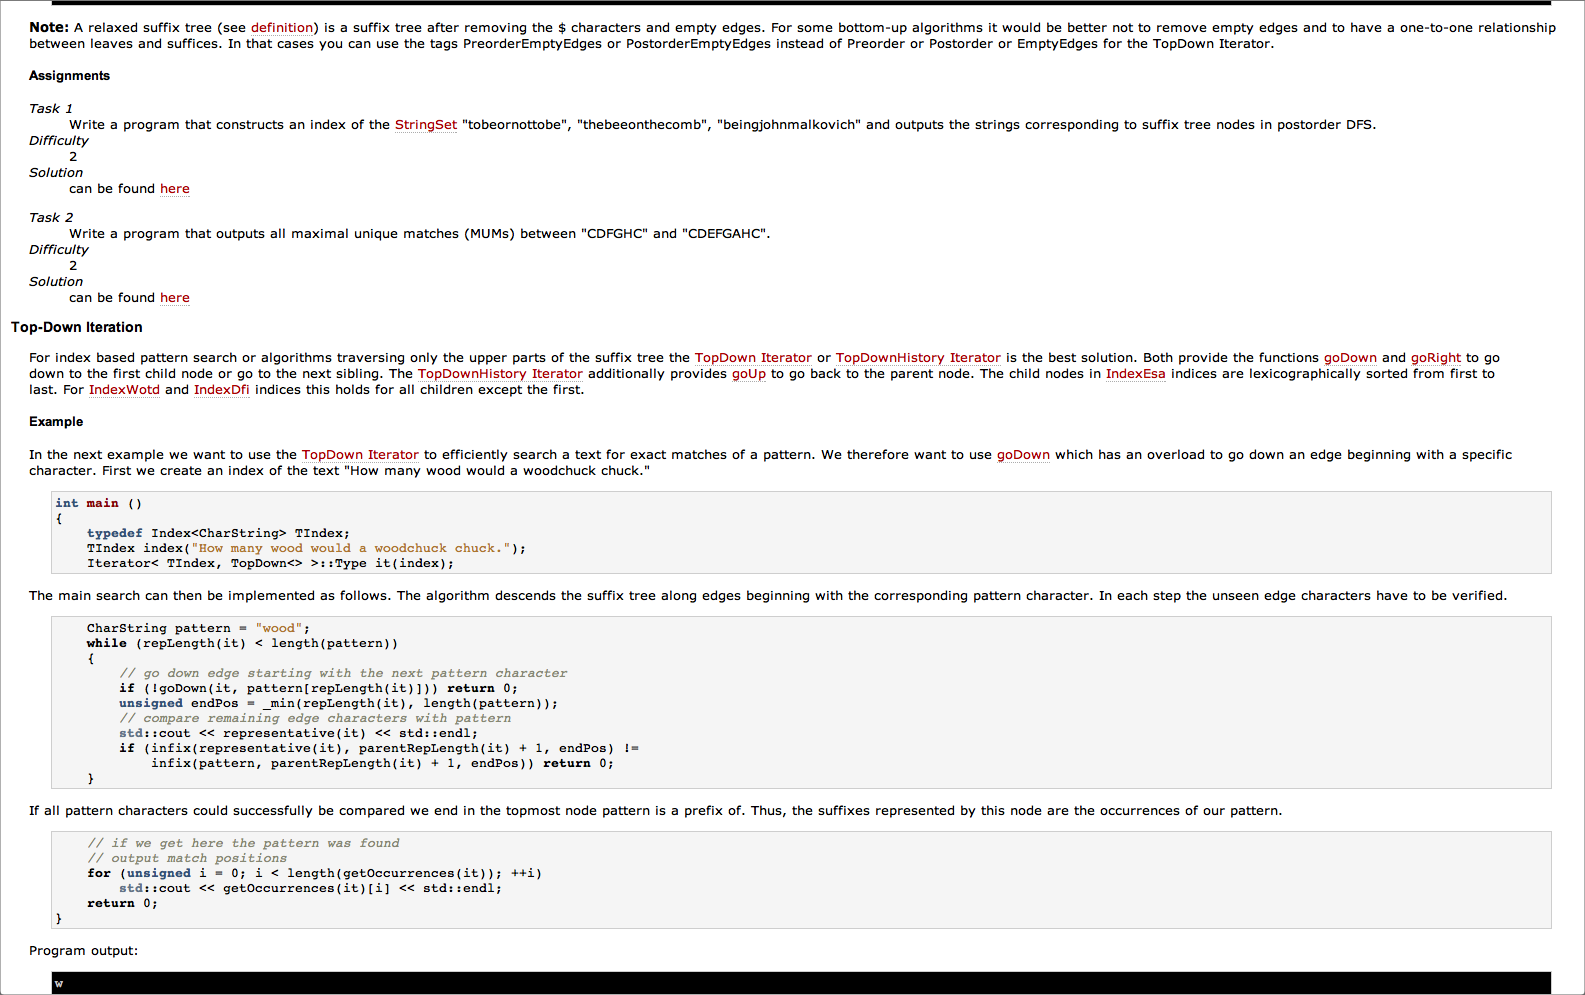 Note: A relaxed suffix tree (see definition) is a suffix tree after removing the $ characters and empty edges. For some bottom-up algorithms it would be better not to remove empty edges and to have a one-to-one relationship
between leaves and suffices. In that cases you can use the tags PreorderEmptyEdges or PostorderEmptyEdges instead of Preorder or Postorder or EmptyEdges for the TopDown Iterator.
Assignments
Task 1
Write a program that constructs an index of the StringSet "tobeornottobe", "thebeeonthecomb", "beingjohnmalkovich" and outputs the strings corresponding to suffix tree nodes in postorder DFS.
Difficulty
2
Solution
can be found here
Task 2
Write a program that outputs all maximal unique matches (MUMs) between "CDFGHC" and "CDEFGAHC".
Difficulty
2
Solution
can be found here
Top-Down Iteration
For index based pattern search or algorithms traversing only the upper parts of the suffix tree the TopDown Iterator or TopDownHistory Iterator is the best solution. Both provide the functions goDown and goRight to go
down to the first child node or go to the next sibling. The TopDownHistory Iterator additionally provides goUp to go back to the parent node. The child nodes in IndexEsa indices are lexicographically sorted from first to
last. For IndexWotd and IndexDfi indices this holds for all children except the first.
Example
In the next example we want to use the TopDown Iterator to efficiently search a text for exact matches of a pattern. We therefore want to use goDown which has an overload to go down an edge beginning with a specific
character. First we create an index of the text "How many wood would a woodchuck chuck."
int main ()
{
    typedef Index<CharString> TIndex;
    TIndex index("How many wood would a woodchuck chuck.");
    Iterator< TIndex, TopDown<> >::Type it(index);
The main search can then be implemented as follows. The algorithm descends the suffix tree along edges beginning with the corresponding pattern character. In each step the unseen edge characters have to be verified.
    CharString pattern = "wood";
    while (repLength(it) < length(pattern))
    {
        // go down edge starting with the next pattern character
        if (!goDown(it, pattern[repLength(it)])) return 0;
        unsigned endPos = _min(repLength(it), length(pattern));
        // compare remaining edge characters with pattern
        std::cout << representative(it) << std::endl;
        if (infix(representative(it), parentRepLength(it) + 1, endPos) !=
            infix(pattern, parentRepLength(it) + 1, endPos)) return 0;
    }
If all pattern characters could successfully be compared we end in the topmost node pattern is a prefix of. Thus, the suffixes represented by this node are the occurrences of our pattern.
    // if we get here the pattern was found
    // output match positions
    for (unsigned i = 0; i < length(getOccurrences(it)); ++i)
        std::cout << getOccurrences(it)[i] << std::endl;
    return 0;
}
Program output:
w